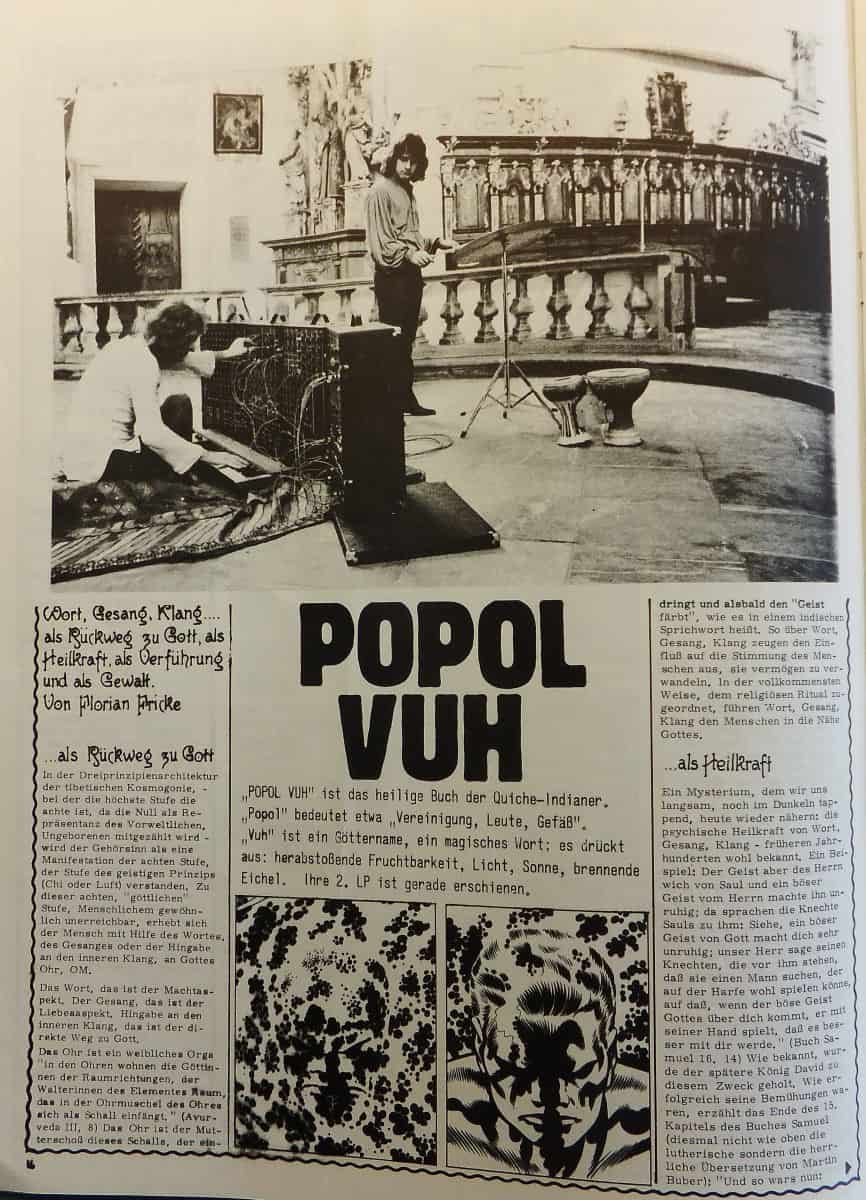 Wort, Gesang, Klang....
als Rückweg zu Gott, als
Heilkraft, als Verführung
und als Gewalt.
Von Florian Fricke
...als Rückweg zu Gott
In der Dreiprinzipienarchitektur
der tibetischen Kosmogonie, -
bei der die höchste Stufe die
achte ist, da die Null als Re-
präsentanz des Vorweltlichen,
Ungeborenen mitgezählt wird -
wird der Gehörsinn als eine
Manifestation der achten Stufe,
der Stufe des geistigen Prinzips
(Chi oder Luft) verstanden. Zu
dieser achten, "göttlichen"
Stufe, Menschlichem gewöhn-
lich unerreichbar, erhebt sich
der Mensch mit Hilfe des Wortes,
des Gesanges oder der Hingabe
an den inneren Klang, an Gottes
Ohr, OM.
Das Wort, das ist der Machtas-
pekt. Der Gesang, das ist der
Liebesaspekt. Hingabe an den
inneren Klang, das ist der di-
rekte Weg zu Gott.
Das Ohr ist ein weibliches Orga
"in den Ohren wohnen die Göttin-
nen der Raumrichtungen, der
Walterinnen des Elementes Raum,
das in der Ohrmuschel des Ohres
sich als Schall einfängt." (Ayur-
veda III, 8) Das Ohr ist der Mut-
terschoß dieses Schalls, der ein-
16
POPOL
VUH
„POPOL VUH" ist das heilige Buch der Quiche-Indianer.
„Popol" bedeutet etwa „Vereinigung, Leute, Gefäß".
„Vuh" ist ein Göttername, ein magisches Wort; es drückt
aus: herabstoßende Fruchtbarkeit, Licht, Sonne, brennende
Eichel. Ihre 2. LP ist gerade erschienen.
dringt und alsbald den "Geist
färbt", wie es in einem indischen
Sprichwort heißt. So über Wort,
Gesang, Klang zeugen den Ein-
fluß auf die Stimmung des Men-
schen aus, sie vermögen zu ver-
wandeln. In der vollkommensten
Weise, dem religiösen Ritual zu-
geordnet, führen Wort, Gesang,
Klang den Menschen in die Nähe
Gottes.
...als Heilkraft
Ein Mysterium, dem wir uns
langsam, noch im Dunkeln tap-
pend, heute wieder nähern: die
psychische Heilkraft von Wort,
Gesang, Klang - früheren Jahr-
hunderten wohl bekannt. Ein Bei-
spiel: Der Geist aber des Herrn
wich von Saul und ein böser
Geist vom Herrn machte ihn un-
ruhig; da sprachen die Knechte
Sauls zu ihm: Siehe, ein böser
Geist von Gott macht dich sehr
unruhig; unser Herr sage seinen
Knechten, die vor ihm stehen,
daß sie einen Mann suchen, der
auf der Harfe wohl spielen könne,
auf daß, wenn der böse Geist
Gottes über dich kommt, er mit
seiner Hand spielt, daß es bes-
ser mit dir werde." (Buch Sa-
muel 16, 14) Wie bekannt, wur-
de der spätere König David zu
diesem Zweck geholt. Wie er-
folgreich seine Bemühungen wa-
ren, erzählt das Ende des 15.
Kapitels des Buches Samuel
(diesmal nicht wie oben die
lutherische sondern die herr-
liche Übersetzung von Martin
Buber): "Und so wars nun: